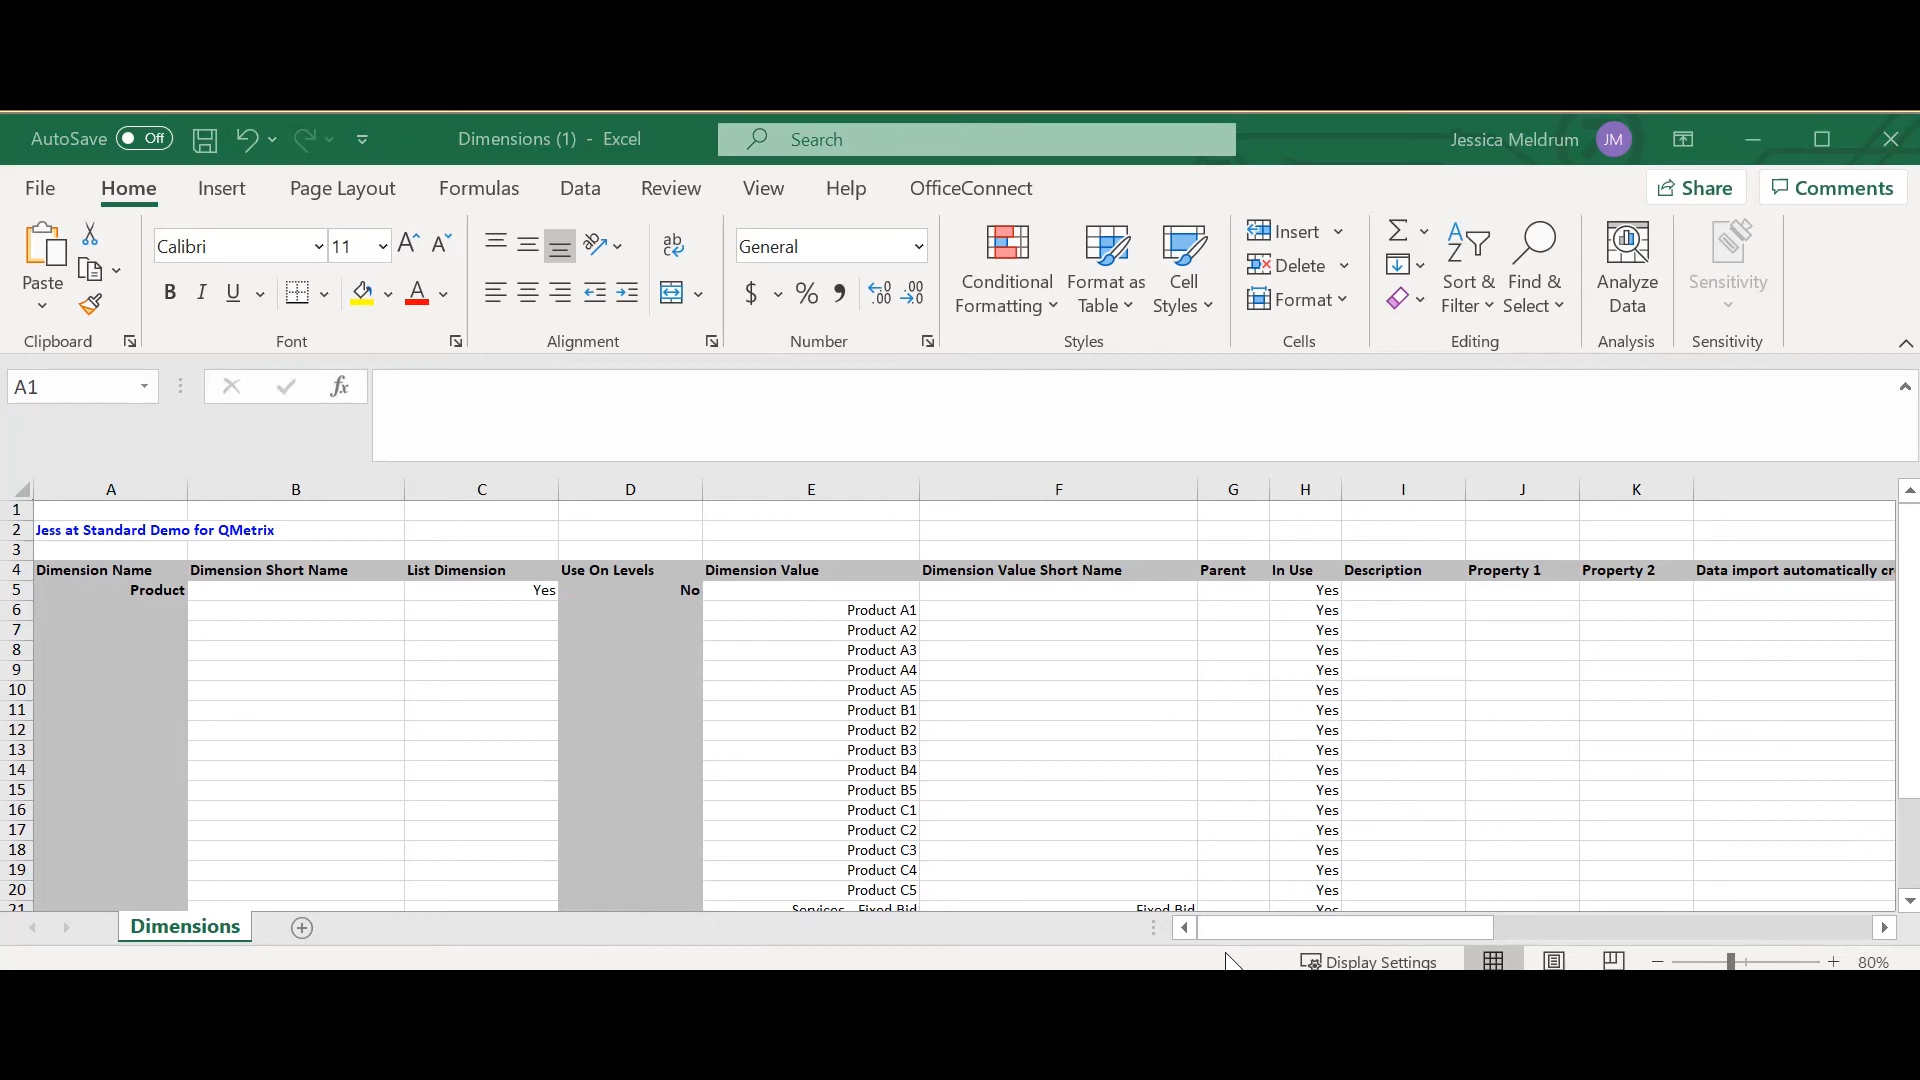 AutoSave Off Dimensions (1) - Excel Search Jessica Meldrum JM
File Home Insert Page Layout Formulas Data Review View Help OfficeConnect Share Comments
Paste
Calibri 11
B I U A
ab
General
$ % 9
Conditional Formatting
Format as Table
Cell Styles
Insert
Delete
Format
Sort & Filter
Find & Select
Analyze Data
Sensitivity
Clipboard Font Alignment Number Styles Cells Editing Analysis Sensitivity
A1 fx
A B C D E F G H I J K
1
2 Jess at Standard Demo for QMetrix
3
4 Dimension Name Dimension Short Name List Dimension Use On Levels Dimension Value Dimension Value Short Name Parent In Use Description Property 1 Property 2 Data import automatically cr
5 Product Yes No Yes
6 Product A1 Yes
7 Product A2 Yes
8 Product A3 Yes
9 Product A4 Yes
10 Product A5 Yes
11 Product B1 Yes
12 Product B2 Yes
13 Product B3 Yes
14 Product B4 Yes
15 Product B5 Yes
16 Product C1 Yes
17 Product C2 Yes
18 Product C3 Yes
19 Product C4 Yes
20 Product C5 Yes
21 Services - Fixed Bid Fixed Bid Yes
Dimensions
Display Settings 80%